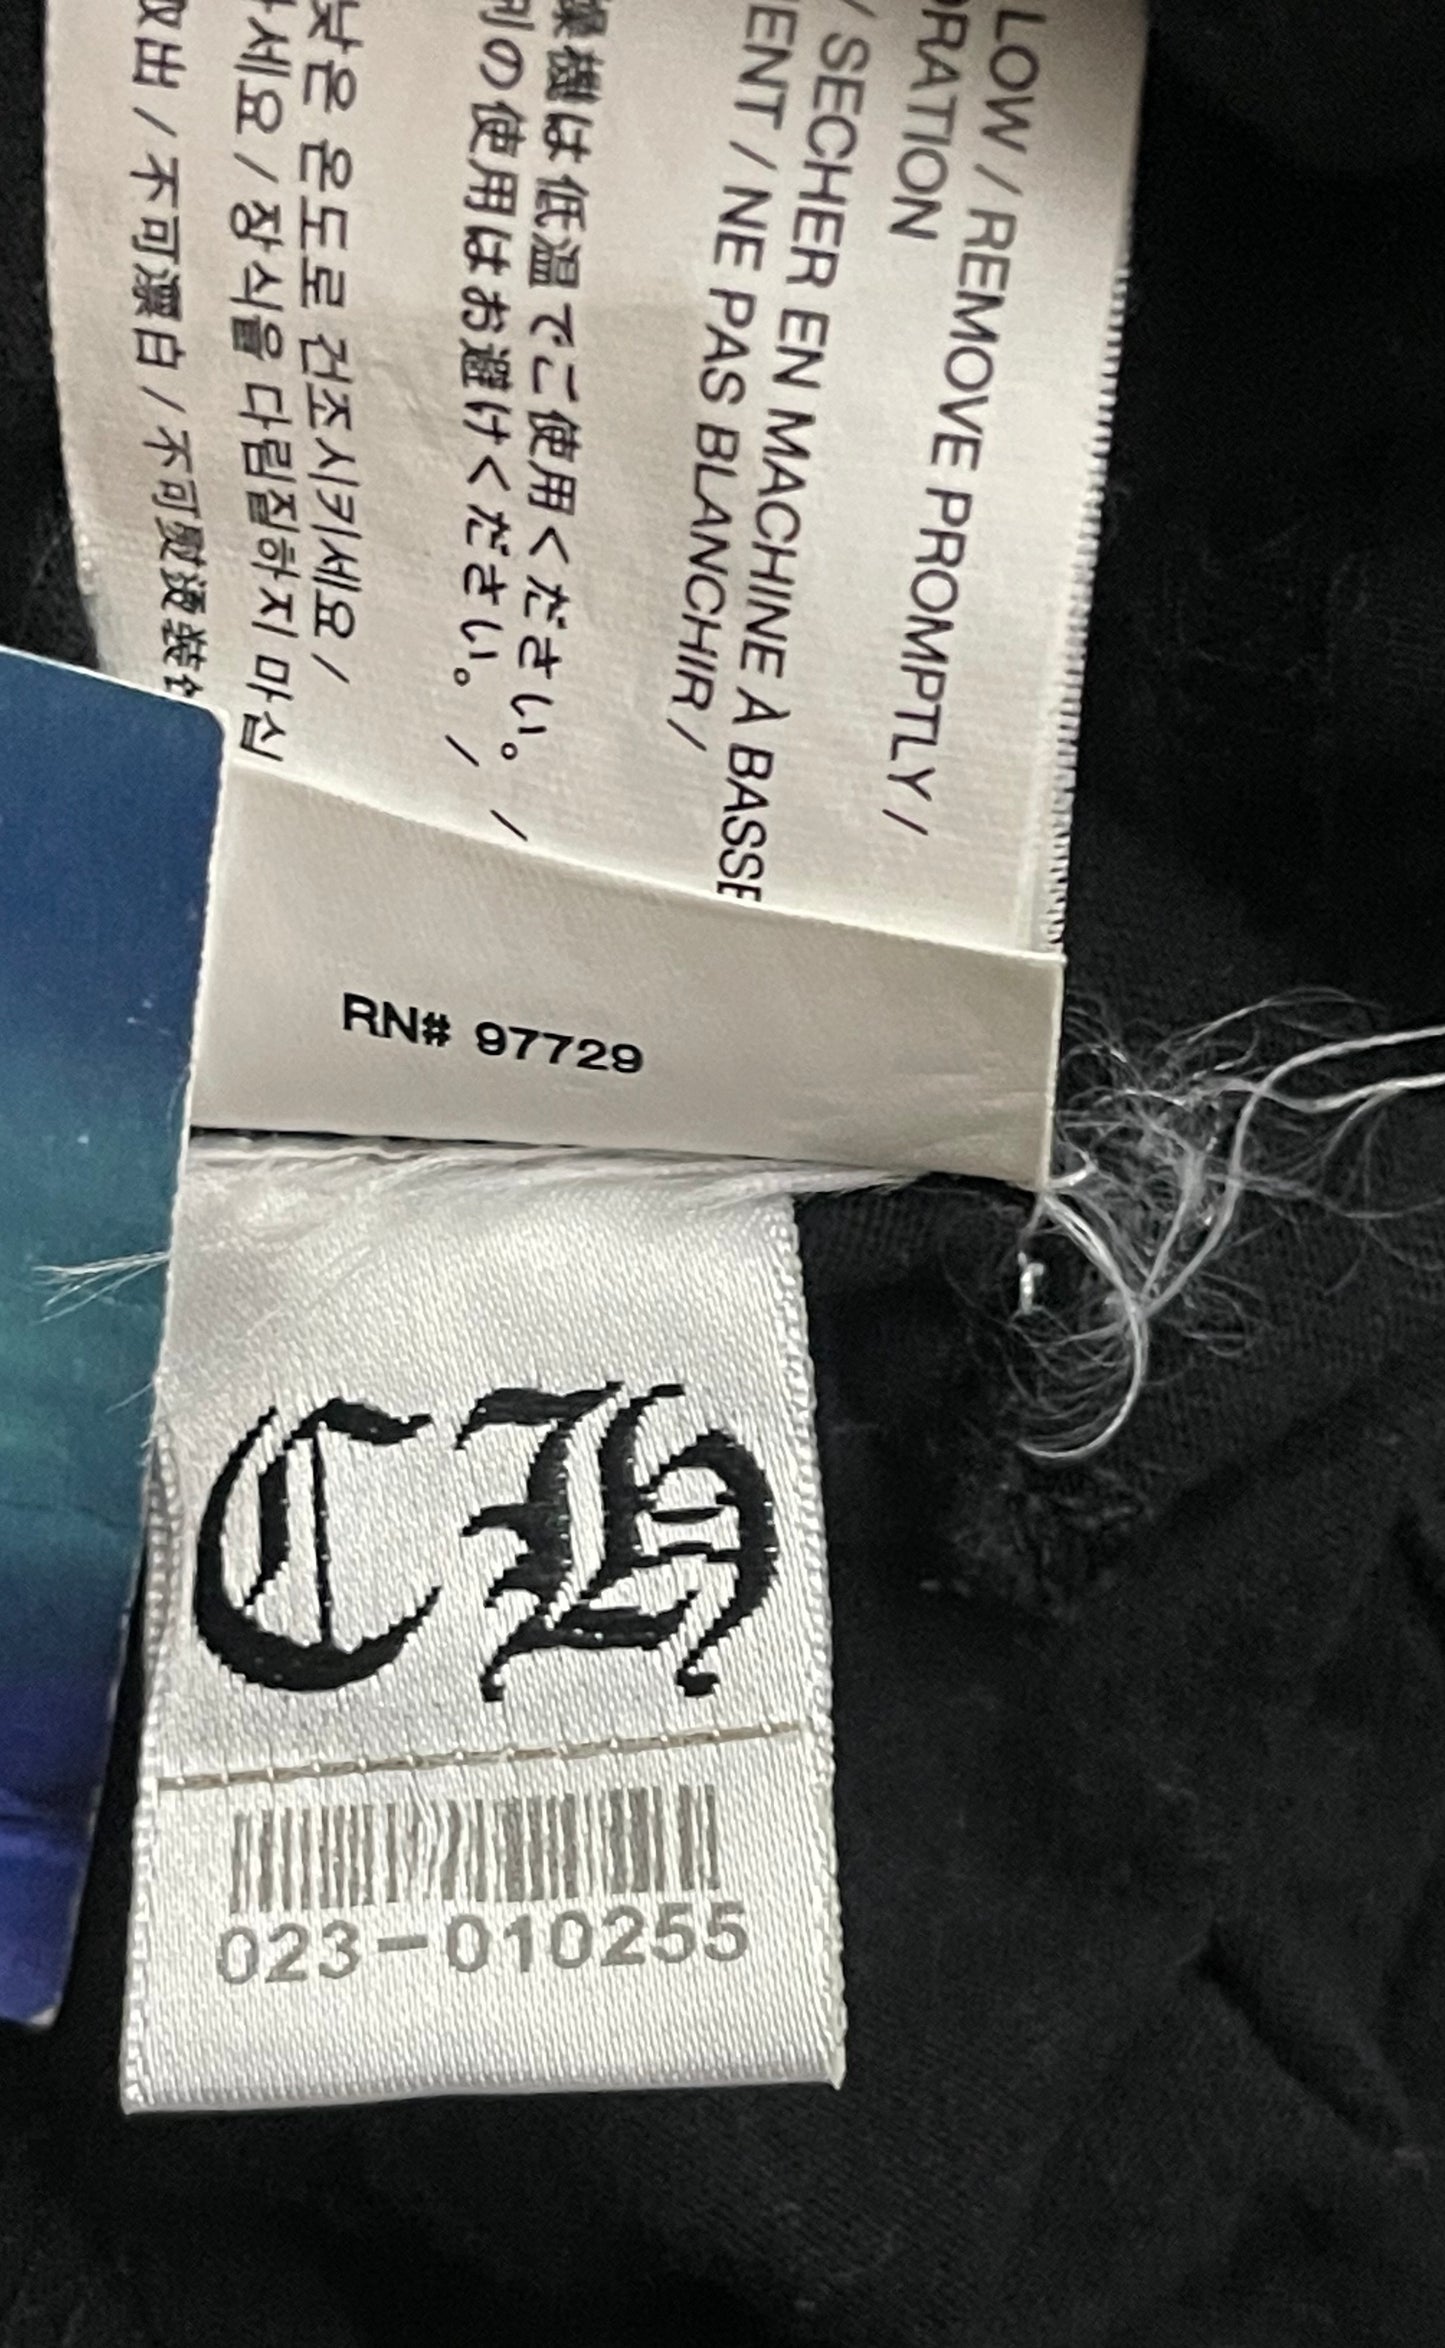 LOW / REMOVE PROMPTLY /
RATION
/ SECHER EN MACHINE À BASSE
ENT / NE PAS BLANCHIR /
燥機は低温でご使用ください。 /
の使用はお避けください。 /
낮은 온도로 건조시키세요 /
세요 / 장식을 다림질하지 마십
取出 / 不可漂白 / 不可熨燙裝
RN# 97729
CH
023-010255